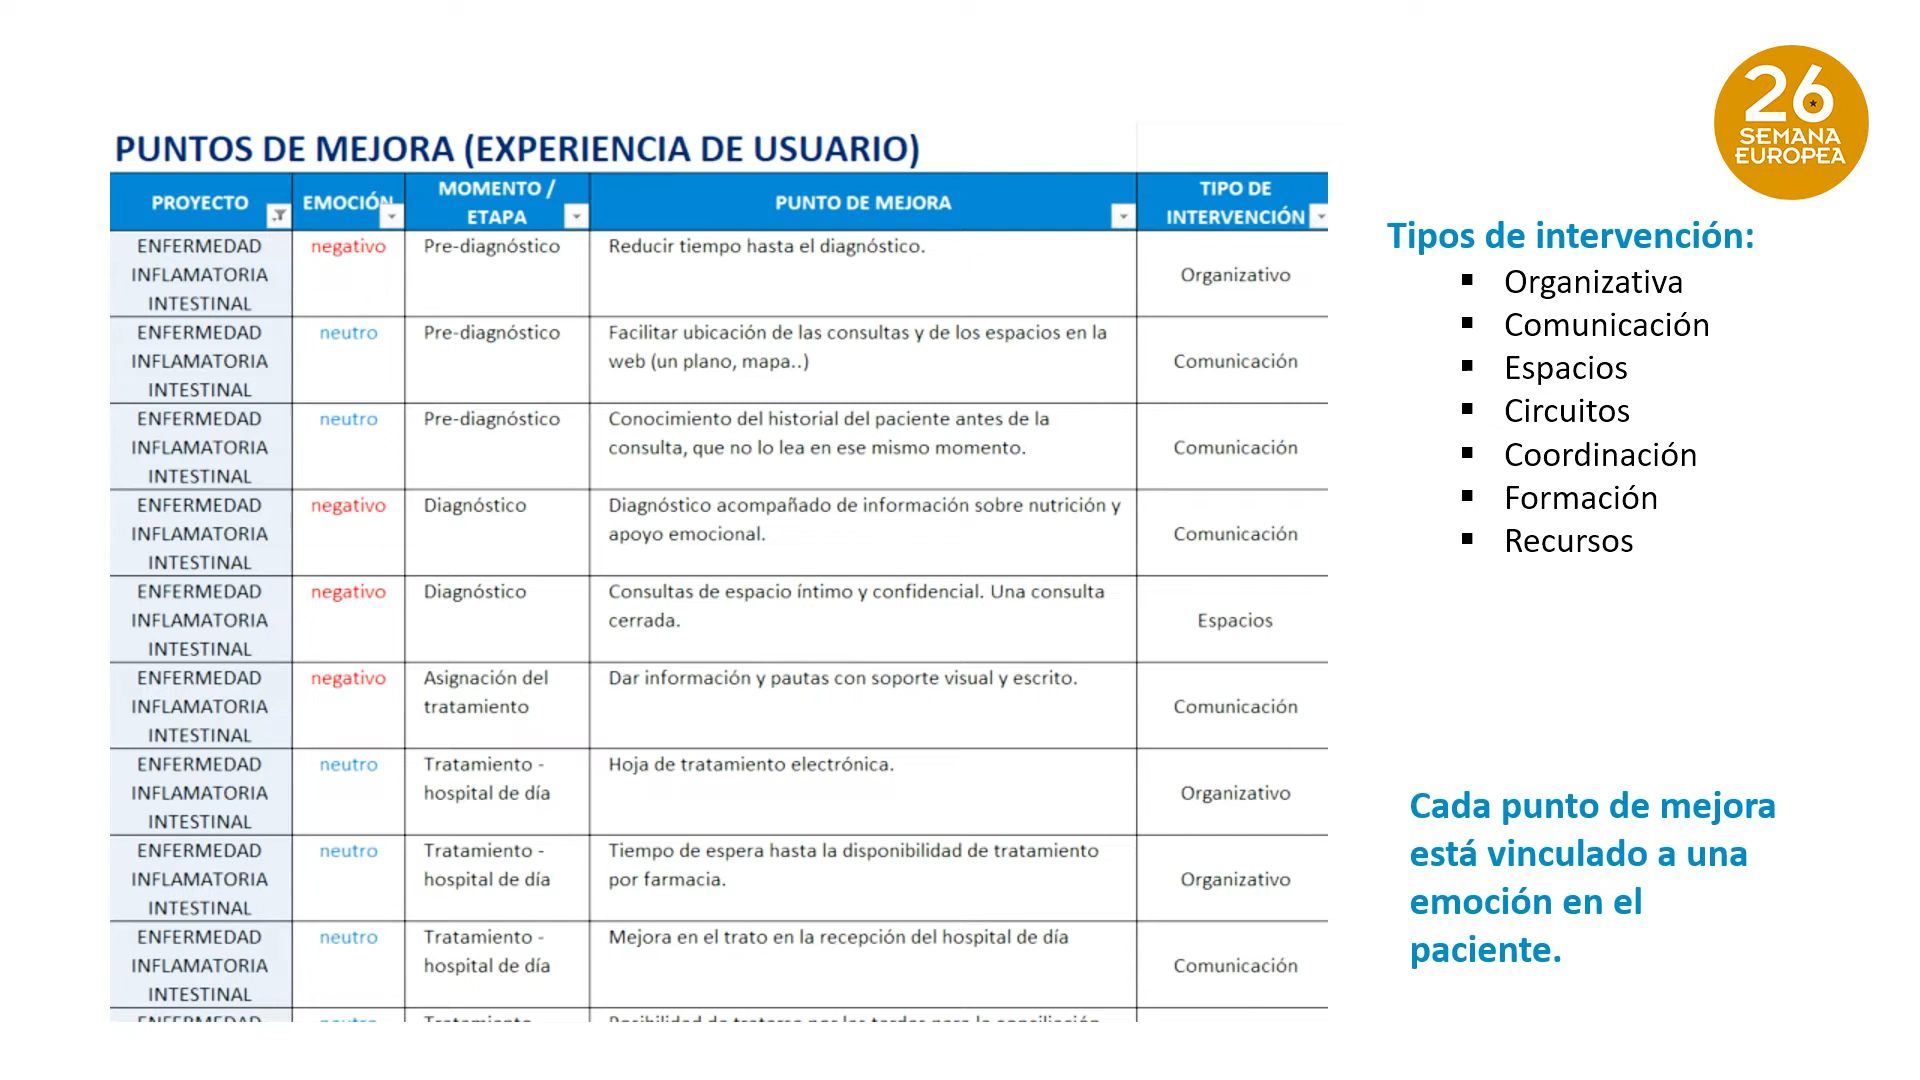 26
SEMANA
EUROPEA
PUNTOS DE MEJORA (EXPERIENCIA DE USUARIO)
PROYECTO
EMOCIÓN
MOMENTO /
ETAPA
PUNTO DE MEJORA
TIPO DE
INTERVENCIÓN
ENFERMEDAD
INFLAMATORIA
INTESTINAL
negativo
Pre-diagnóstico
Reducir tiempo hasta el diagnóstico.
Organizativo
ENFERMEDAD
INFLAMATORIA
INTESTINAL
neutro
Pre-diagnóstico
Facilitar ubicación de las consultas y de los espacios en la
web (un plano, mapa..)
Comunicación
ENFERMEDAD
INFLAMATORIA
INTESTINAL
neutro
Pre-diagnóstico
Conocimiento del historial del paciente antes de la
consulta, que no lo lea en ese mismo momento.
Comunicación
ENFERMEDAD
INFLAMATORIA
INTESTINAL
negativo
Diagnóstico
Diagnóstico acompañado de información sobre nutrición y
apoyo emocional.
Comunicación
ENFERMEDAD
INFLAMATORIA
INTESTINAL
negativo
Diagnóstico
Consultas de espacio íntimo y confidencial. Una consulta
cerrada.
Espacios
ENFERMEDAD
INFLAMATORIA
INTESTINAL
negativo
Asignación del
tratamiento
Dar información y pautas con soporte visual y escrito.
Comunicación
ENFERMEDAD
INFLAMATORIA
INTESTINAL
neutro
Tratamiento -
hospital de día
Hoja de tratamiento electrónica.
Organizativo
ENFERMEDAD
INFLAMATORIA
INTESTINAL
neutro
Tratamiento -
hospital de día
Tiempo de espera hasta la disponibilidad de tratamiento
por farmacia.
Organizativo
ENFERMEDAD
INFLAMATORIA
INTESTINAL
neutro
Tratamiento -
hospital de día
Mejora en el trato en la recepción del hospital de día
Comunicación
Tipos de intervención:
Organizativa
Comunicación
Espacios
Circuitos
Coordinación
Formación
Recursos
Cada punto de mejora
está vinculado a una
emoción en el
paciente.